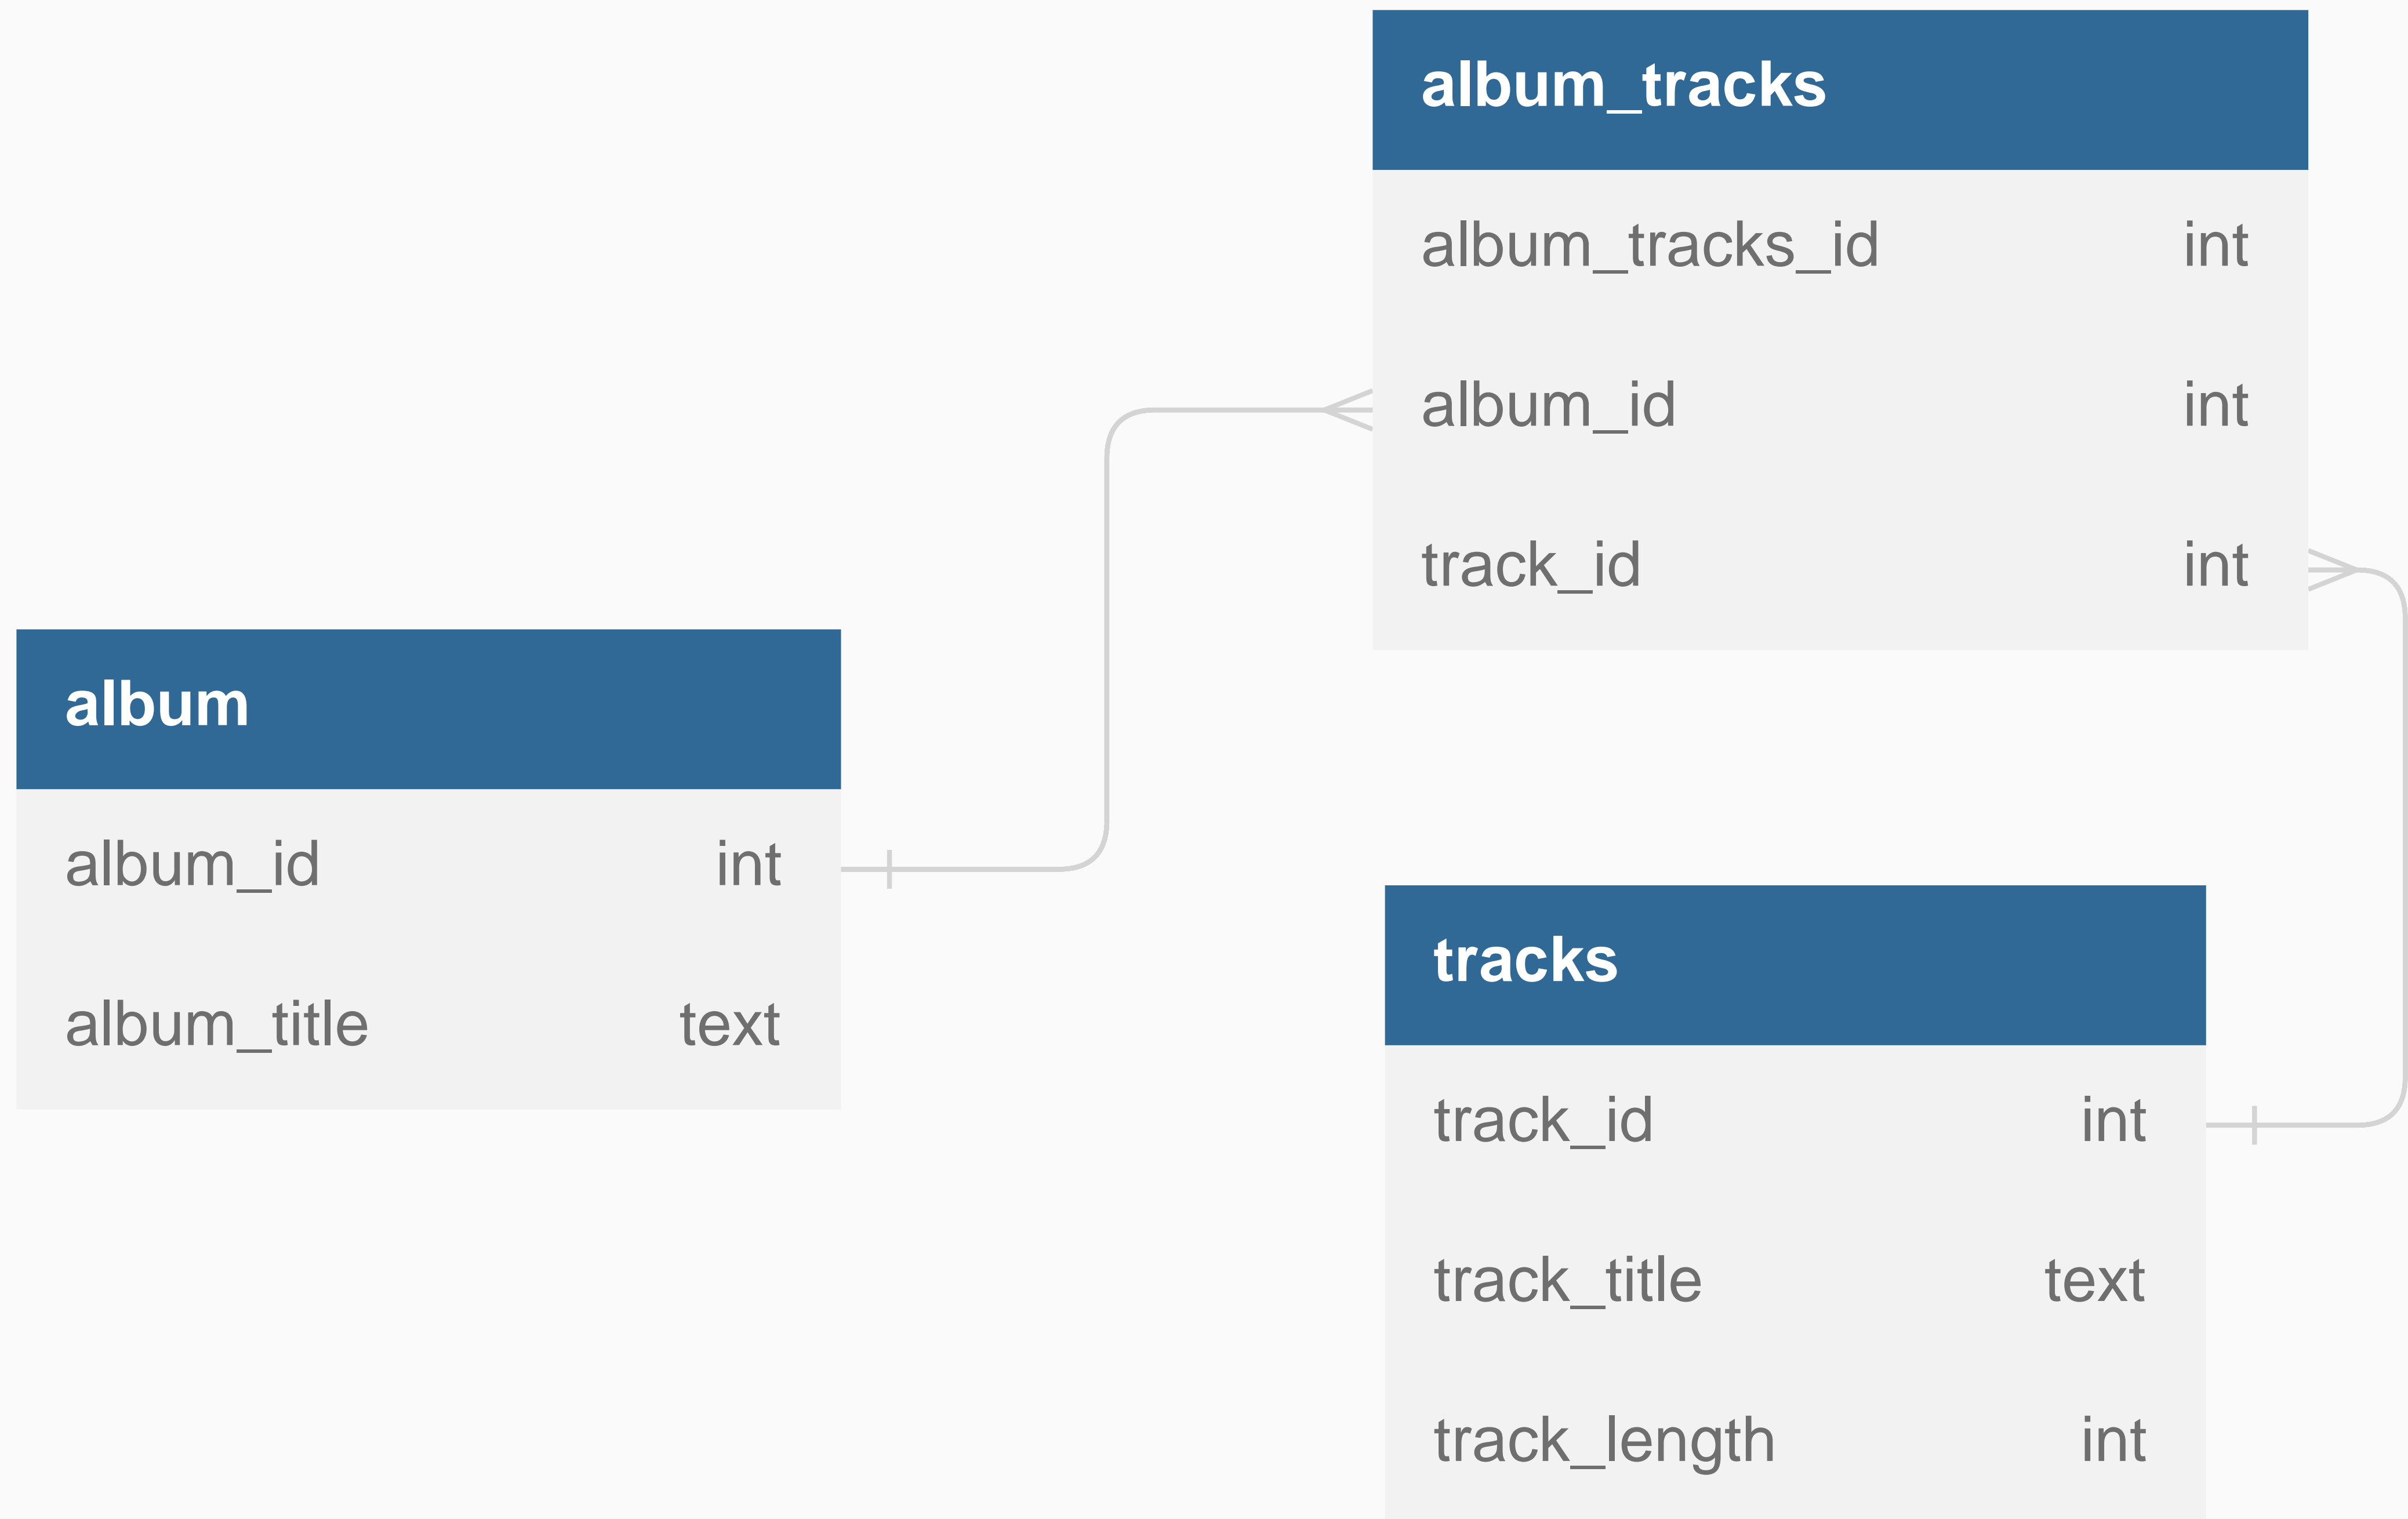 album_tracks
album_tracks_id int
album_id int
track_id int
album
album_id int
album_title text
tracks
track_id int
track_title text
track_length int